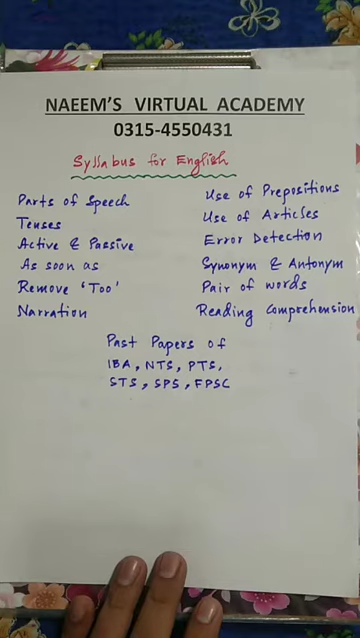 NAEEM'S VIRTUAL ACADEMY
0315-4550431
Syllabus for English
Parts of Speech
Tenses
Active & Passive
As soon as
Remove 'Too'
Narration
Use of Prepositions
Use of Articles
Error Detection
Synonym & Antonym
Pair of words
Reading Comprehension
Past Papers of
IBA, NTS, PTS,
STS, SPS, FPSC